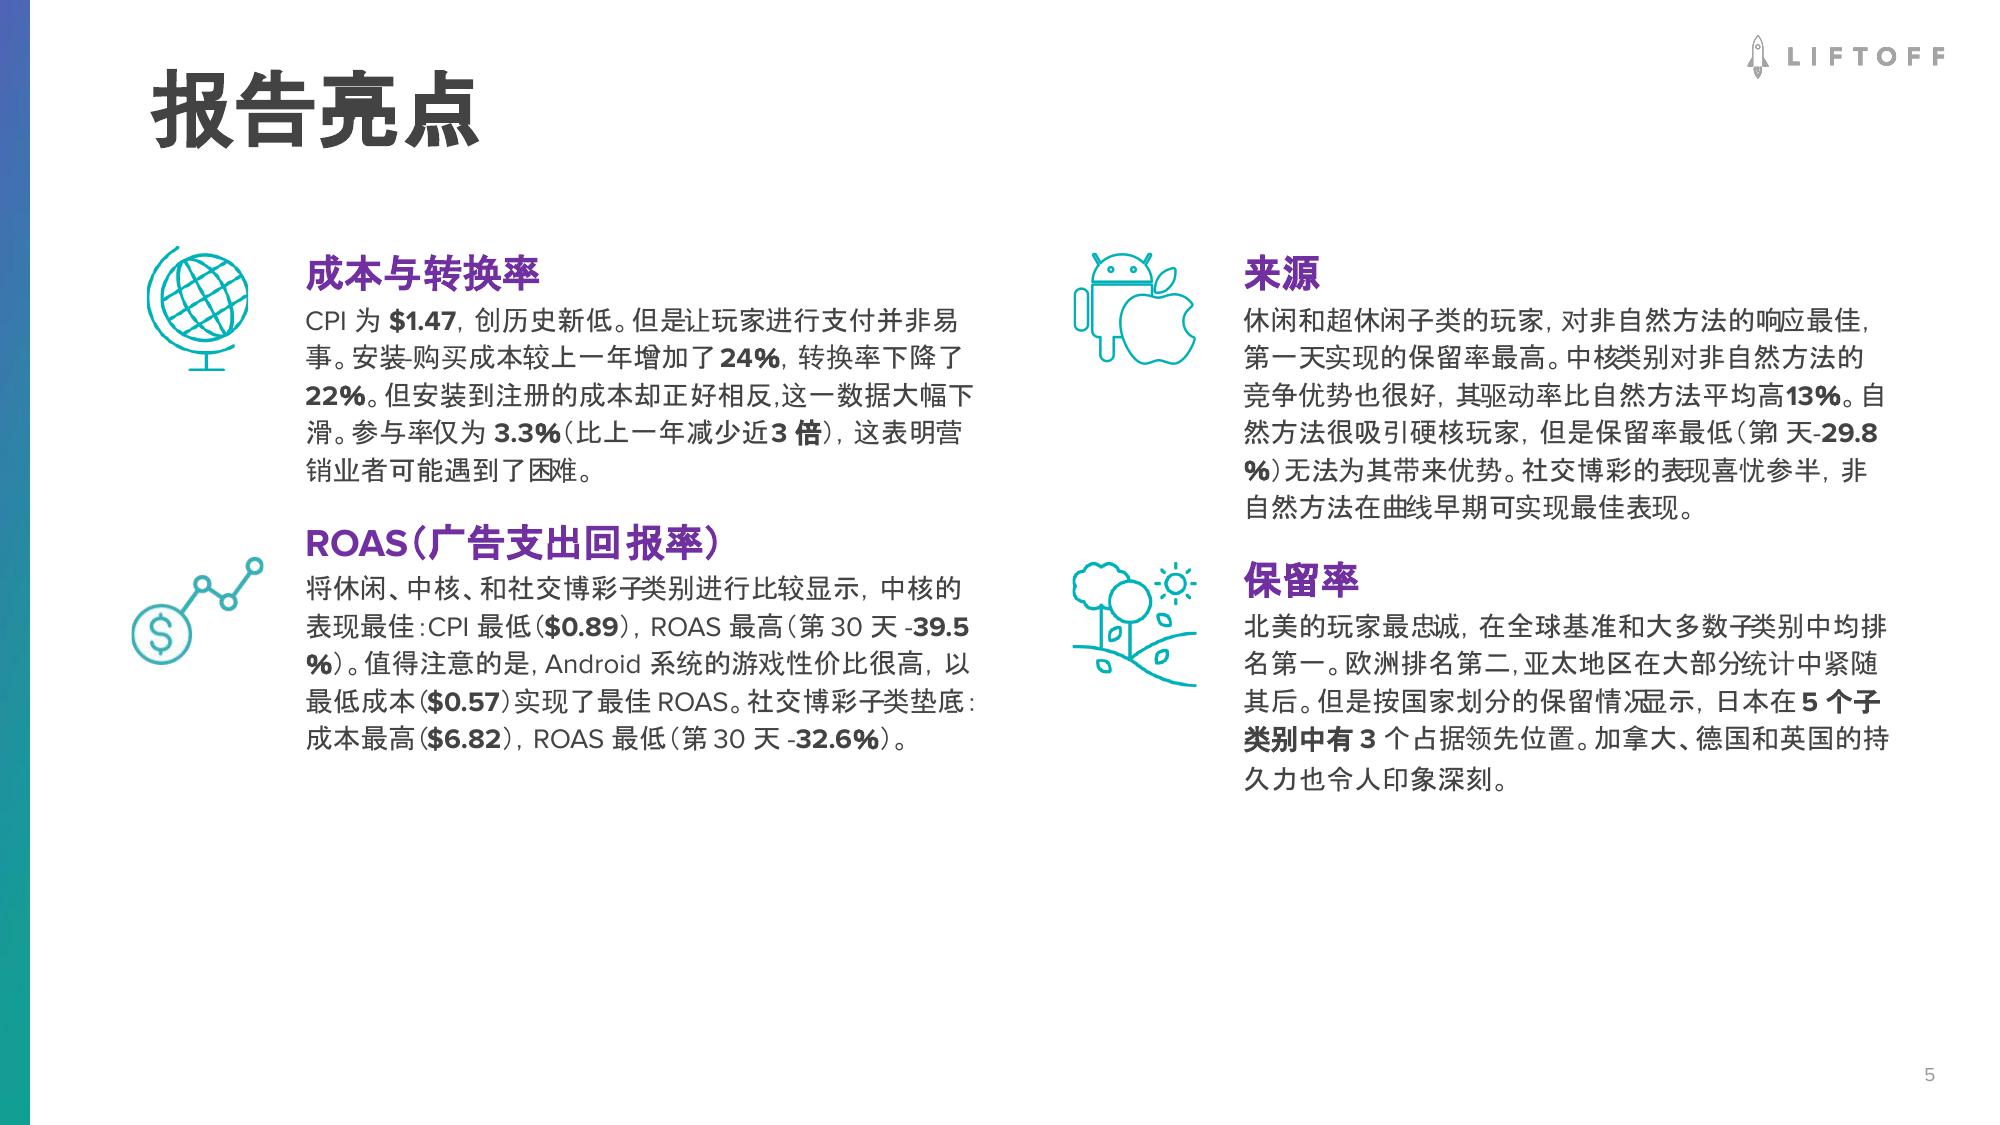 LIFTOFF
报告亮点
成本与转换率
CPI 为 $1.47, 创历史新低。但是让玩家进行支付并非易
事。安装-购买成本较上一年增加了24%, 转换率下降了
22%。但安装到注册的成本却正好相反,这一数据大幅下
滑。参与率仅为 3.3%(比上一年减少近3 倍), 这表明营
销业者可能遇到了困难。
ROAS(广告支出回报率)
将休闲、中核、和社交博彩子类别进行比较显示, 中核的
表现最佳:CPI 最低($0.89), ROAS 最高(第 30 天 -39.5
%)。值得注意的是, Android 系统的游戏性价比很高, 以
最低成本($0.57)实现了最佳 ROAS。社交博彩子类垫底:
成本最高($6.82), ROAS 最低(第 30 天 -32.6%)。
来源
休闲和超休闲子类的玩家, 对非自然方法的响应最佳,
第一天实现的保留率最高。中核类别对非自然方法的
竞争优势也很好, 其驱动率比自然方法平均高13%。自
然方法很吸引硬核玩家, 但是保留率最低(第1 天-29.8
%)无法为其带来优势。社交博彩的表现喜忧参半, 非
自然方法在曲线早期可实现最佳表现。
保留率
北美的玩家最忠诚, 在全球基准和大多数子类别中均排
名第一。欧洲排名第二, 亚太地区在大部分统计中紧随
其后。但是按国家划分的保留情况显示, 日本在 5 个子
类别中有 3 个占据领先位置。加拿大、德国和英国的持
久力也令人印象深刻。
5